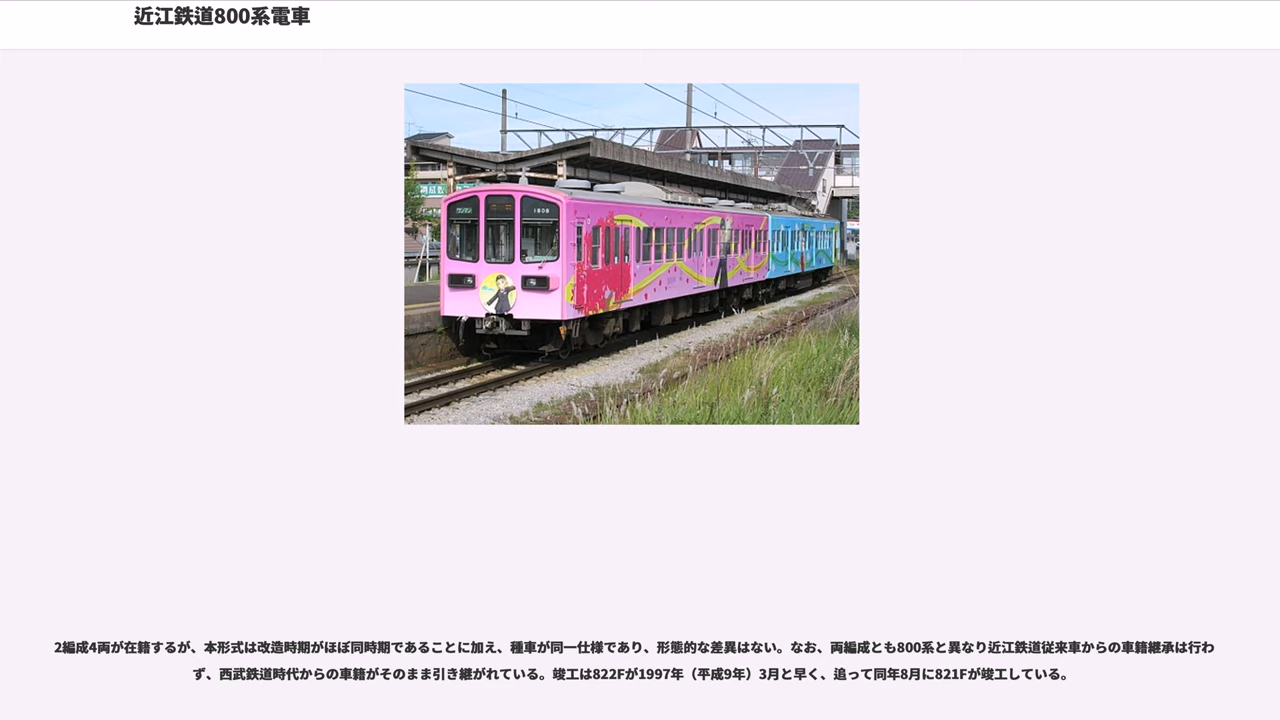 近江鉄道800系電車
1808
2編成4両が在籍するが、本形式は改造時期がほぼ同時期であることに加え、種車が同一仕様であり、形態的な差異はない。なお、両編成とも800系と異なり近江鉄道従来車からの車籍継承は行わ
ず、西武鉄道時代からの車籍がそのまま引き継がれている。竣工は822Fが1997年（平成9年）3月と早く、追って同年8月に821Fが竣工している。